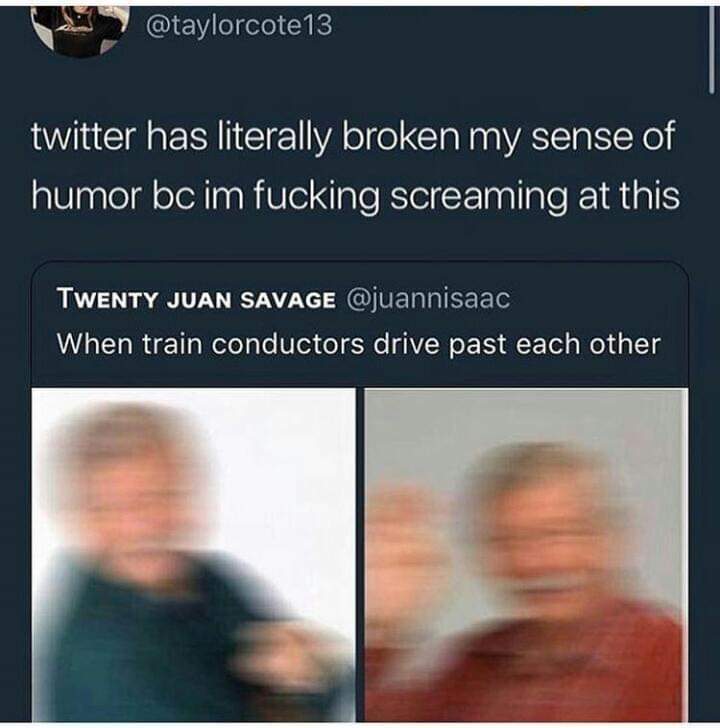 @taylorcote13
twitter has literally broken my sense of
humor bc im fucking screaming at this
TWENTY JUAN SAVAGE @juannisaac
When train conductors drive past each other